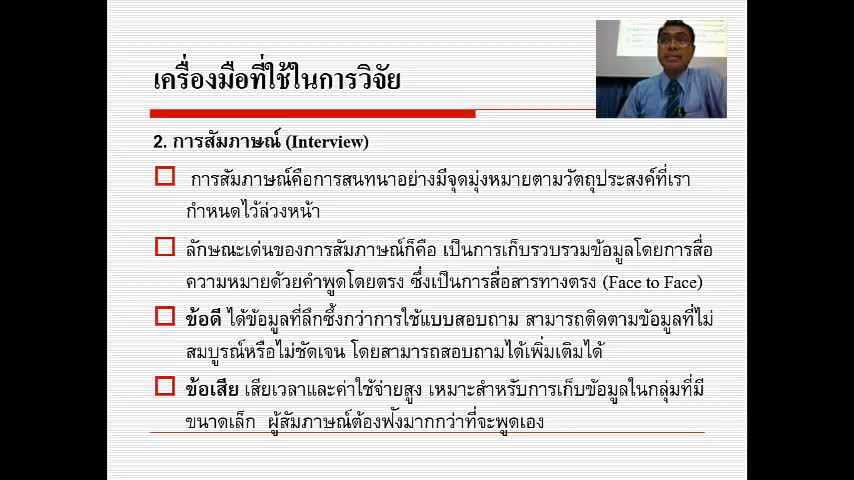 เครื่องมือที่ใช้ในการวิจัย
2. การสัมภาษณ์ (Interview)
การสัมภาษณ์คือการสนทนาอย่างมีจุดมุ่งหมายตามวัตถุประสงค์ที่เรา
กำหนดไว้ล่วงหน้า
ลักษณะเด่นของการสัมภาษณ์ก็คือ เป็นการเก็บรวบรวมข้อมูลโดยการสื่อ
ความหมายด้วยคำพูดโดยตรง ซึ่งเป็นการสื่อสารทางตรง (Face to Face)
ข้อดี ได้ข้อมูลที่ลึกซึ้งกว่าการใช้แบบสอบถาม สามารถติดตามข้อมูลที่ไม่
สมบูรณ์หรือไม่ชัดเจน โดยสามารถสอบถามได้เพิ่มเติมได้
ข้อเสีย เสียเวลาและค่าใช้จ่ายสูง เหมาะสำหรับการเก็บข้อมูลในกลุ่มที่มี
ขนาดเล็ก ผู้สัมภาษณ์ต้องฟังมากกว่าที่จะพูดเอง